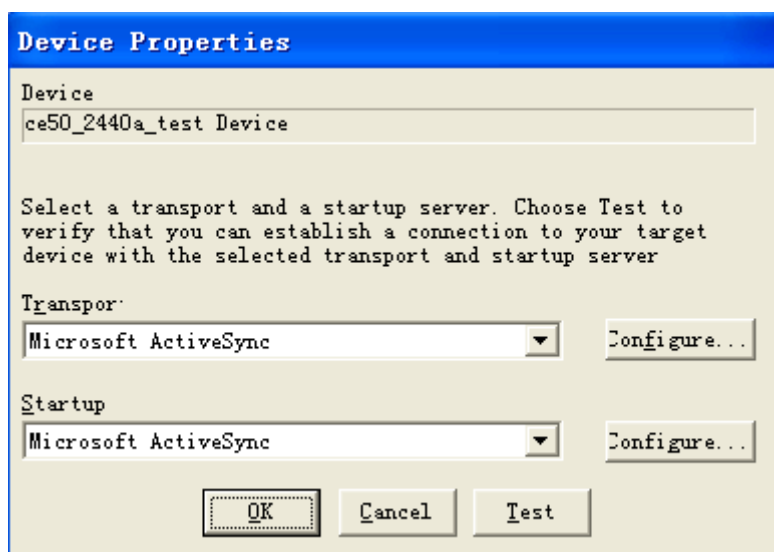 Device Properties
Device
ce50_2440a_test Device
Select a transport and a startup server. Choose Test to
verify that you can establish a connection to your target
device with the selected transport and startup server
Transpor
Microsoft ActiveSync
Configure...
Startup
Microsoft ActiveSync
Configure...
OK
Cancel
Test